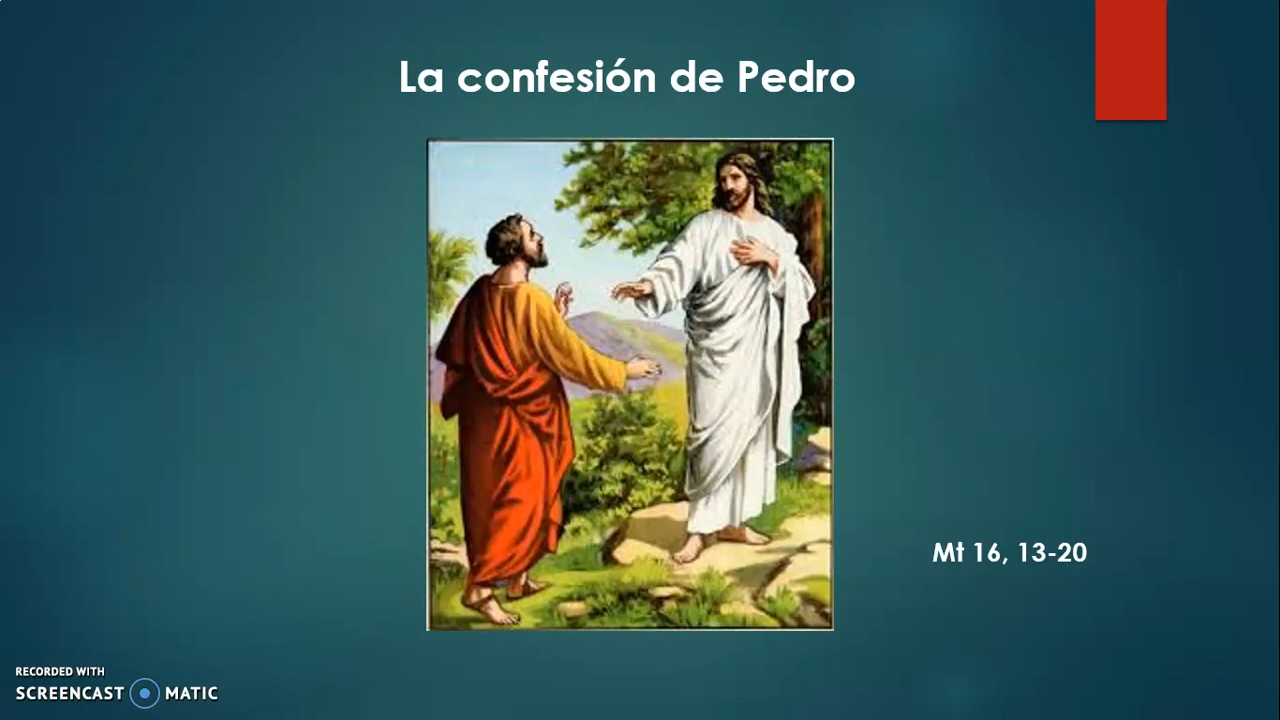 La confesión de Pedro
Mt 16, 13-20
RECORDED WITH
SCREENCAST MATIC